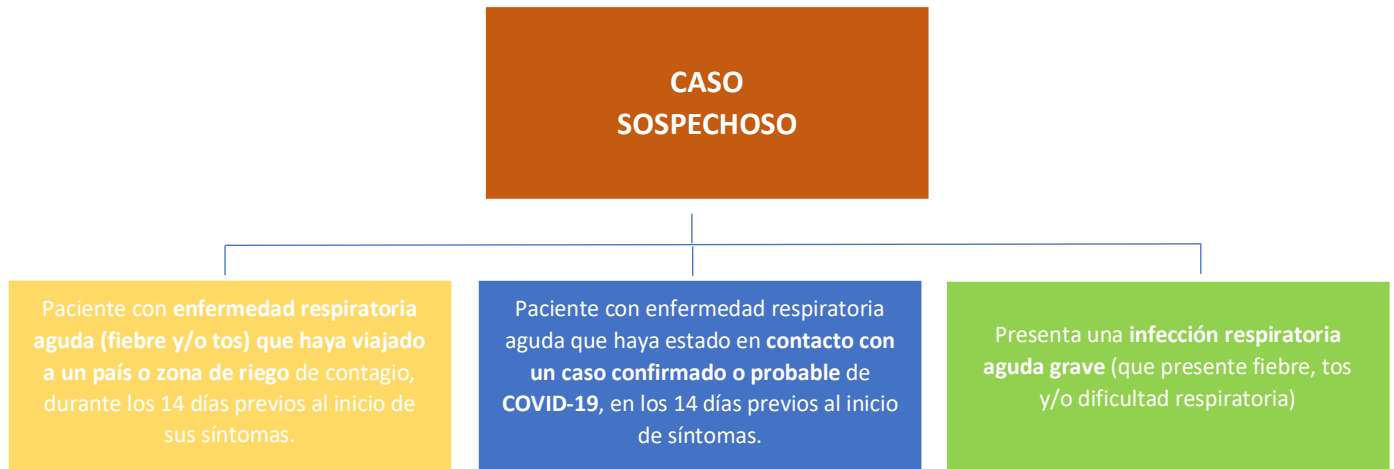 CASO
SOSPECHOSO
Paciente con enfermedad respiratoria
aguda (fiebre y/o tos) que haya viajado
a un país o zona de riego de contagio,
durante los 14 días previos al inicio de
sus síntomas.
Paciente con enfermedad respiratoria
aguda que haya estado en contacto con
un caso confirmado o probable de
COVID-19, en los 14 días previos al inicio
de síntomas.
Presenta una infección respiratoria
aguda grave (que presente fiebre, tos
y/o dificultad respiratoria)